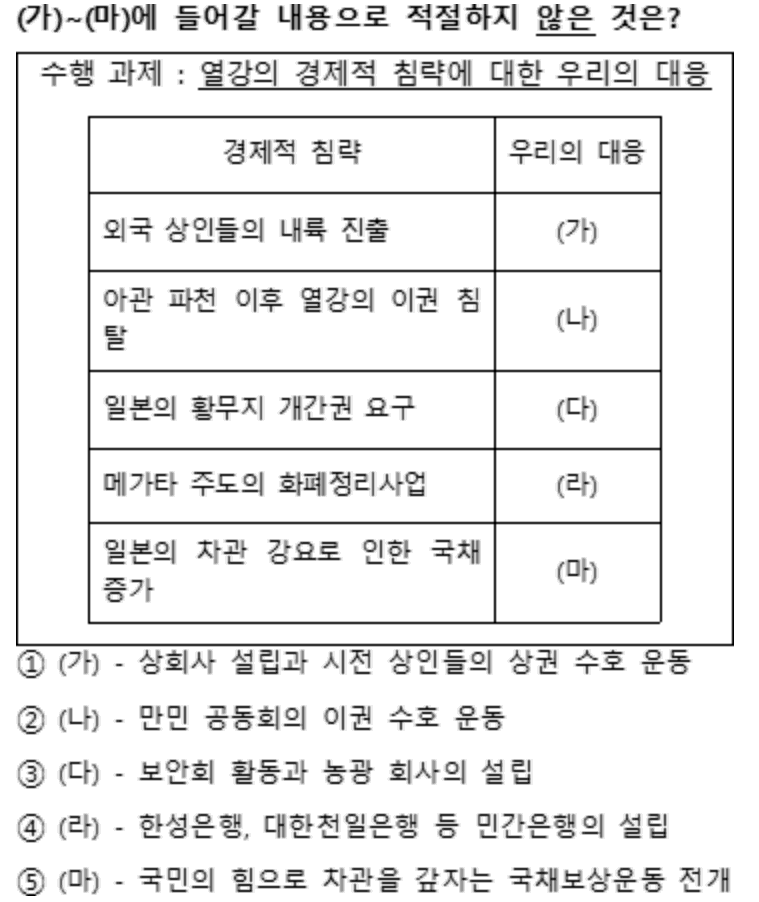 (가)~(마)에 들어갈 내용으로 적절하지 않은 것은?
수행 과제 : 열강의 경제적 침략에 대한 우리의 대응
경제적 침략 우리의 대응
외국 상인들의 내륙 진출 (가)
아관 파천 이후 열강의 이권 침
탈 (나)
일본의 황무지 개간권 요구 (다)
메가타 주도의 화폐정리사업 (라)
일본의 차관 강요로 인한 국채
증가 (마)
① (가) - 상회사 설립과 시전 상인들의 상권 수호 운동
② (나) - 만민 공동회의 이권 수호 운동
③ (다) - 보안회 활동과 농광 회사의 설립
④ (라) - 한성은행, 대한천일은행 등 민간은행의 설립
⑤ (마) - 국민의 힘으로 차관을 갚자는 국채보상운동 전개